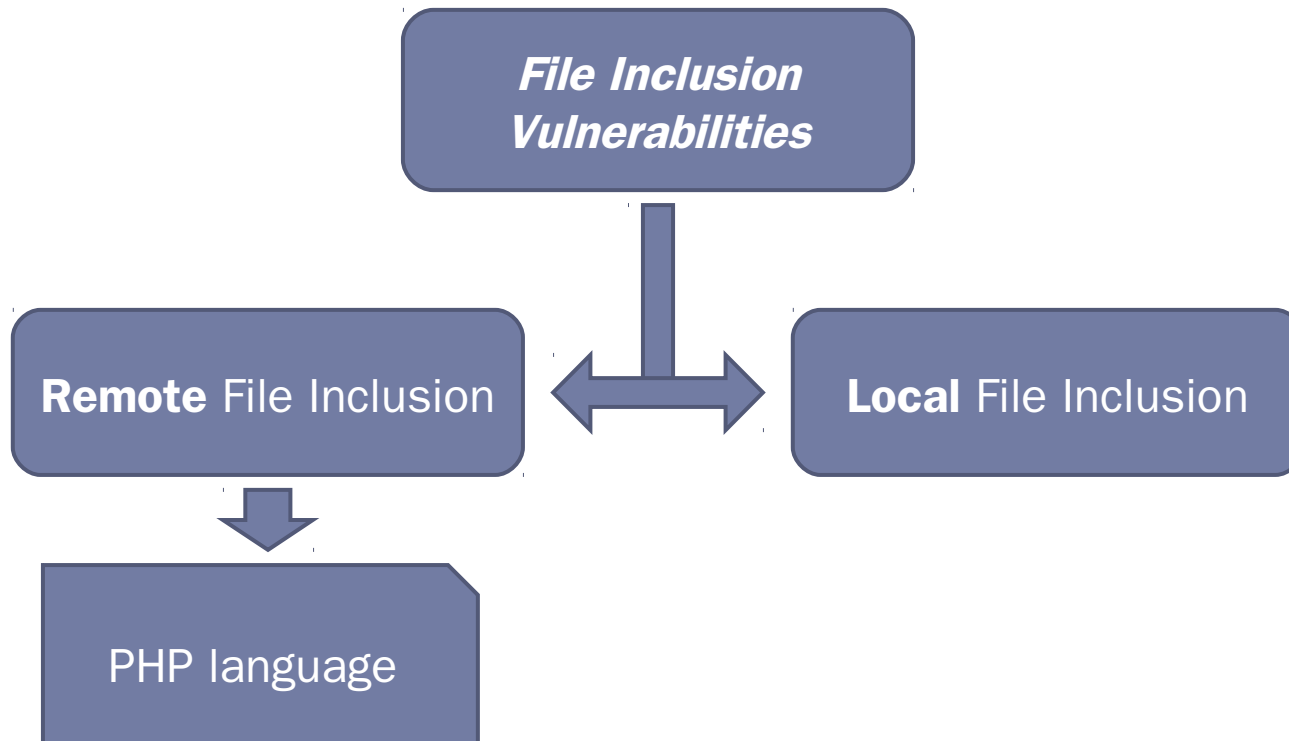 File Inclusion
Vulnerabilities
Remote File Inclusion
Local File Inclusion
PHP language